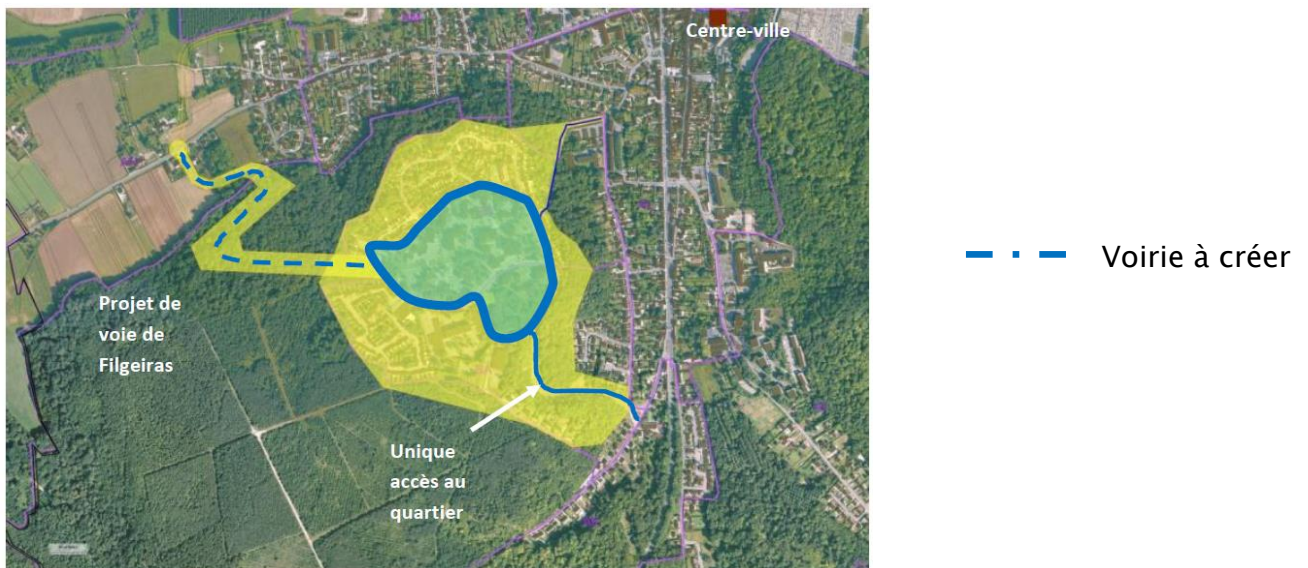 Centre-ville
Projet de
voie de
Filgeiras
Unique
accès au
quartier
Voirie à créer